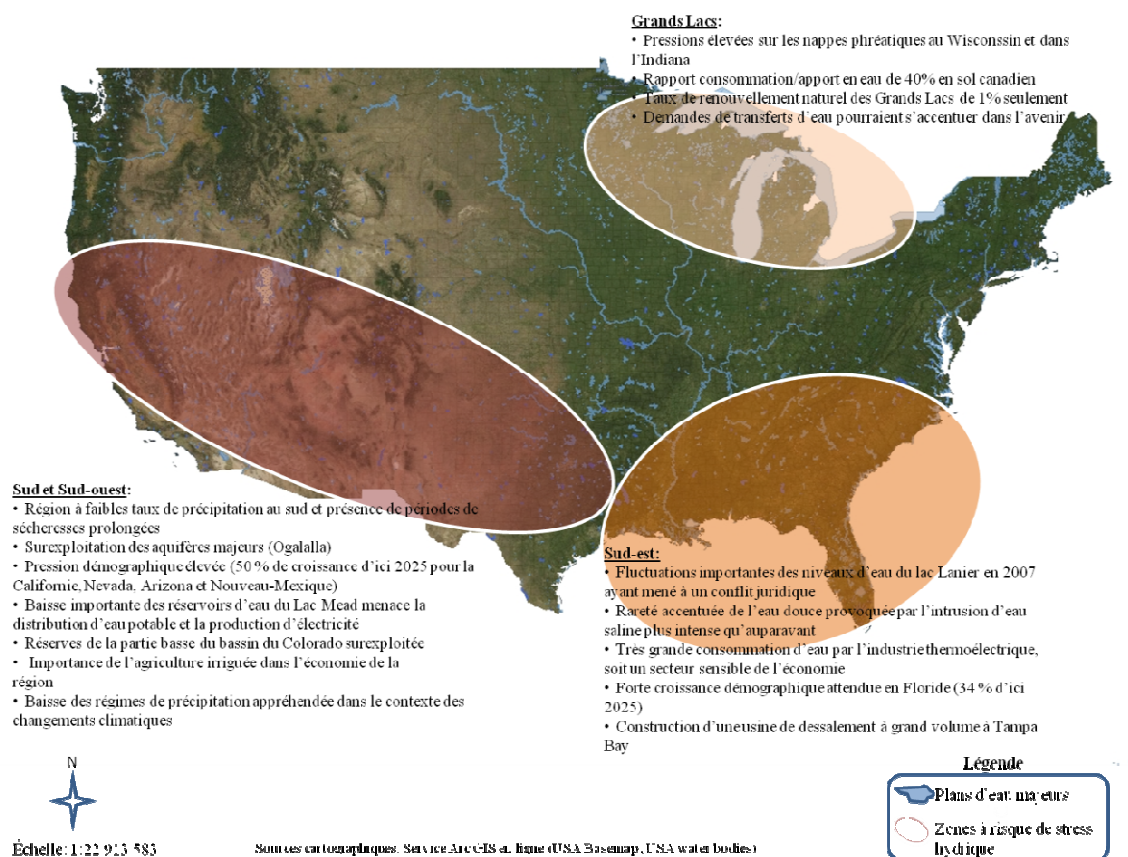 Grands Lacs:
• Pressions élevées sur les nappes phréatiques au Wisconssin et dans
l'Indiana
• Rapport consommation/apport en eau de 40% en sol canadien
• Taux de renouvellement naturel des Grands Lacs de 1% seulement
• Demandes de transferts d'eau pourraient s'accentuer dans l'avenir
Sud et Sud-ouest:
• Région à faibles taux de précipitation au sud et présence de périodes de
sécheresses prolongées
• Surexploitation des aquifères majeurs (Ogalalla)
• Pression démographique élevée (50 % de croissance d'ici 2025 pour la
Californie, Nevada, Arizona et Nouveau-Mexique)
• Baisse importante des réservoirs d'eau du Lac Mead menace la
distribution d'eau potable et la production d'électricité
• Réserves de la partie basse du bassin du Colorado surexploitée
• Importance de l'agriculture irriguée dans l'économie de la
région
• Baisse des régimes de précipitation appréhendée dans le contexte des
changements climatiques
Sud-est:
• Fluctuations importantes des niveaux d'eau du lac Lanier en 2007
ayant mené à un conflit juridique
• Rareté accentuée de l'eau douce provoquée par l'intrusion d'eau
saline plus intense qu'auparavant
• Très grande consommation d'eau par l'industrie thermoélectrique,
soit un secteur sensible de l'économie
• Forte croissance démographique attendue en Floride (34 % d'ici
2025)
• Construction d'une usine de dessalement à grand volume à Tampa
Bay
N
Légende
Plans d'eau majeurs
Zones à risque de stress
hydrique
Échelle: 1:22 913 583
Sources cartographiques: Service ArcGIS en ligne (USA Basemap, USA water bodies)